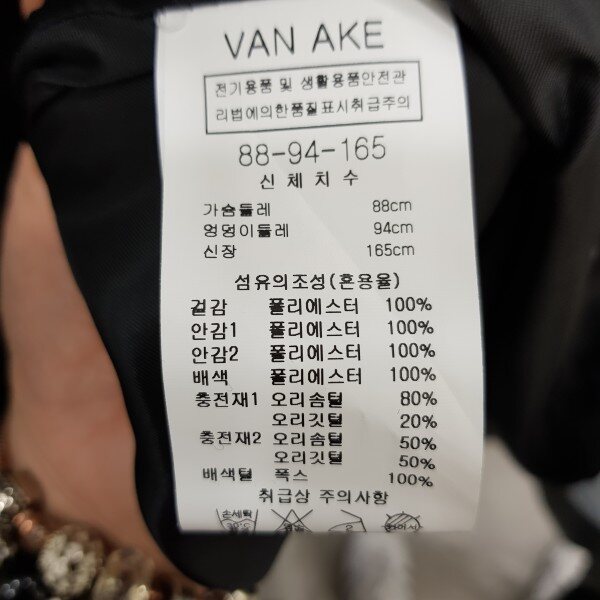 VAN AKE
전기용품 및 생활용품안전관
리법에의한품질표시취급주의
88-94-165
신체치수
가슴둘레 88cm
엉덩이둘레 94cm
신장 165cm
섬유의조성(혼용율)
겉감 폴리에스터 100%
안감1 폴리에스터 100%
안감2 폴리에스터 100%
배색 폴리에스터 100%
충전재1 오리솜털 80%
오리깃털 20%
충전재2 오리솜털 50%
오리깃털 50%
배색털 폭스 100%
취급상 주의사항
손세탁